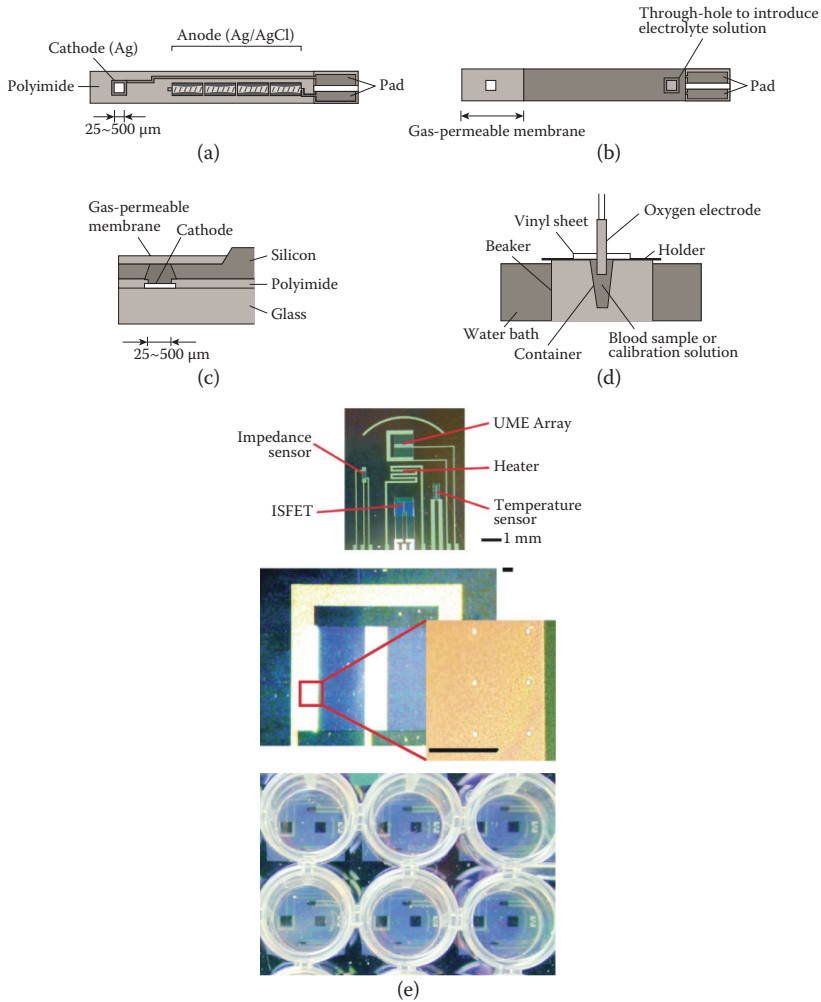 Cathode (Ag)
Anode (Ag/AgCl)
Polyimide
Pad
25~500 µm
(a)
Through-hole to introduce
electrolyte solution
Pad
Gas-permeable membrane
(b)
Gas-permeable
membrane
Cathode
Silicon
Polyimide
Glass
25~500 µm
(c)
Vinyl sheet
Oxygen electrode
Beaker
Holder
Water bath
Container
Blood sample or
calibration solution
(d)
Impedance
sensor
UME Array
Heater
ISFET
Temperature
sensor
1 mm
(e)